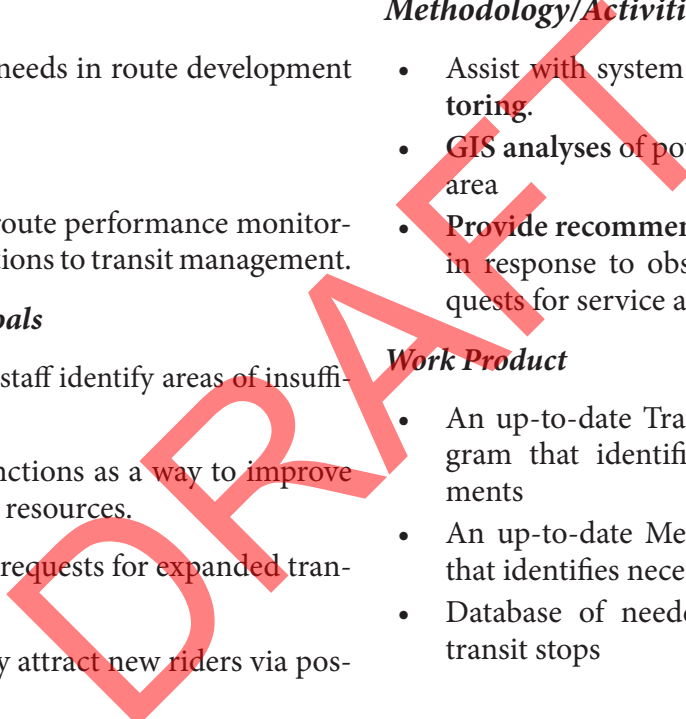 needs in route development
route performance monitor-
tions to transit management.
oals
staff identify areas of insuffi-
nctions as a way to improve
resources.
requests for expanded tran-
y attract new riders via pos-
Methodology/Activiti
• Assist with system
toring.
• GIS analyses of po
area
• Provide recommen
in response to obs
quests for service a
Work Product
• An up-to-date Tra
gram that identifi
ments
• An up-to-date Me
that identifies nece
• Database of neede
transit stops
DRAFT